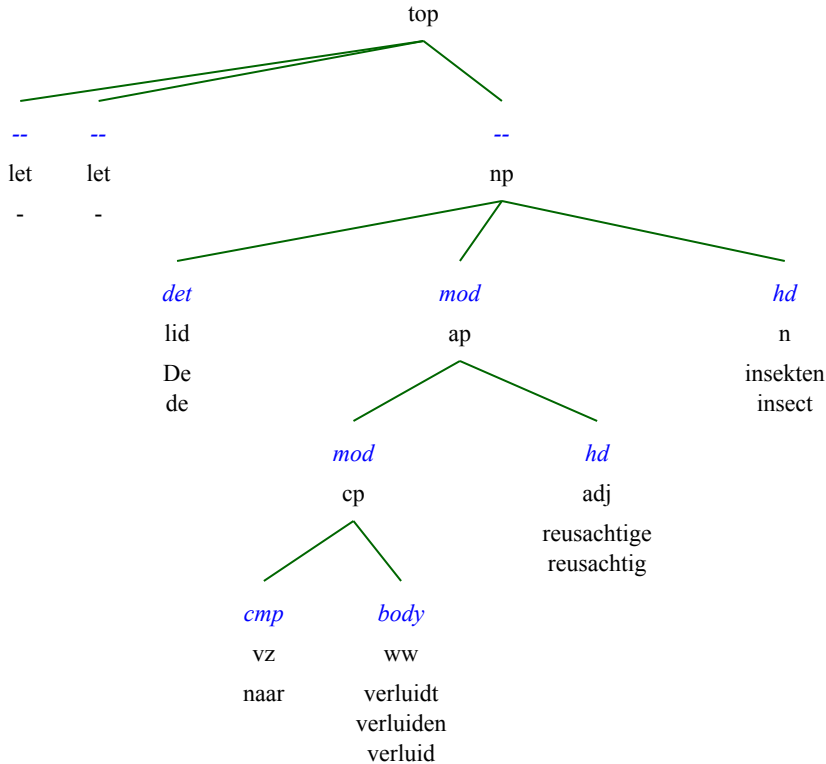 top
-- -- --
let let np
- -
det mod hd
lid ap n
De insekten
de insect
mod hd
cp adj
reusachtige
reusachtig
cmp body
vz ww
naar verluidt
verluiden
verluid